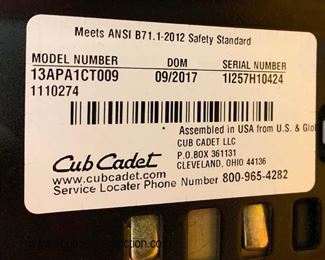 Meets ANSI B71.1-2012 Safety Standard
MODEL NUMBER DOM SERIAL NUMBER
13APA1CT009 09/2017 1I257H10424
1110274
Assembled in USA from U.S. & Glo
CUB CADET LLC
P.O.BOX 361131
CLEVELAND, OHIO 44136
Cub Cadet
www.cubcadet.com
Service Locater Phone Number 800-965-4282